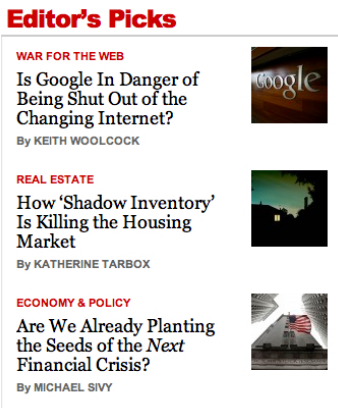 Editor's Picks
WAR FOR THE WEB
Is Google In Danger of
Being Shut Out of the
Changing Internet?
Google
By KEITH WOOLCOCK
REAL ESTATE
How ‘Shadow Inventory’
Is Killing the Housing
Market
By KATHERINE TARBOX
ECONOMY & POLICY
Are We Already Planting
the Seeds of the Next
Financial Crisis?
By MICHAEL SIVY